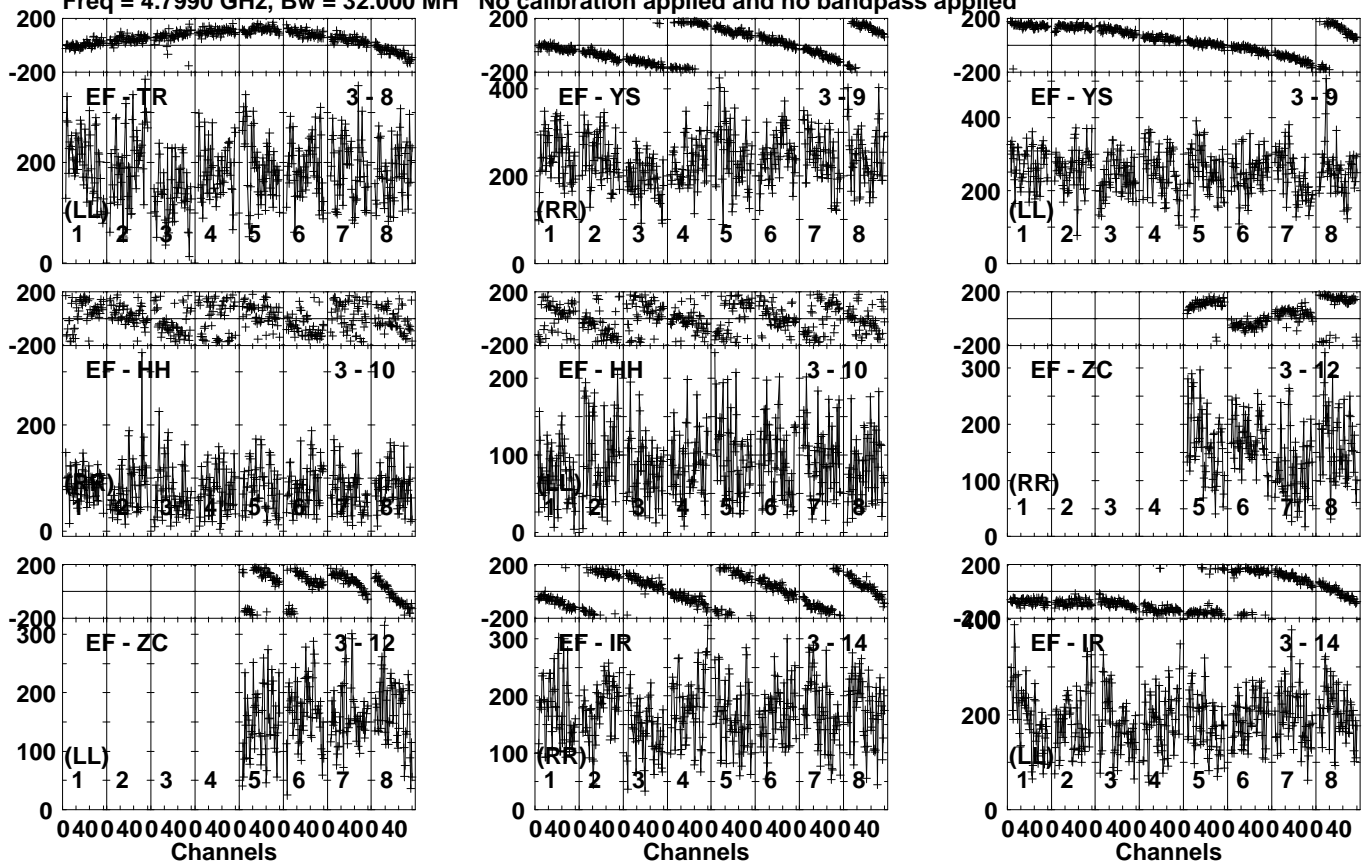 Freq = 4.7990 GHz, Bw = 32.000 MH No calibration applied and no bandpass applied
200 200 200
-200 -200 -200
EF - TR 3 - 8 400 EF - YS 3 - 9 EF - YS 3 - 9
400
200 200 200
(LL) (RR) (LL)
1 2 3 4 5 6 7 8 1 2 3 4 5 6 7 8 1 2 3 4 5 6 7 8
0 0 0
200 200 200
-200 -200 -200
EF - HH 3 - 10 EF - HH 3 - 10 EF - ZC 3 - 12
200 300
200 200
100 100
(RR) (LL) (RR)
1 2 3 4 5 6 7 8 1 2 3 4 5 6 7 8 1 2 3 4 5 6 7 8
0 0 0
200 200 200
-200 -200 -200
300 300 400
EF - ZC 3 - 12 EF - IR 3 - 14 EF - IR 3 - 14
200 200 200
100 100
(LL) (RR) (LL)
1 2 3 4 5 6 7 8 1 2 3 4 5 6 7 8 1 2 3 4 5 6 7 8
0 0 0
0 40 0 40 0 40 0 40 0 40 0 40 0 40 0 40 0 40 0 40 0 40 0 40 0 40 0 40 0 40 0 40 0 40 0 40 0 40 0 40 0 40 0 40 0 40 0 40
Channels Channels Channels